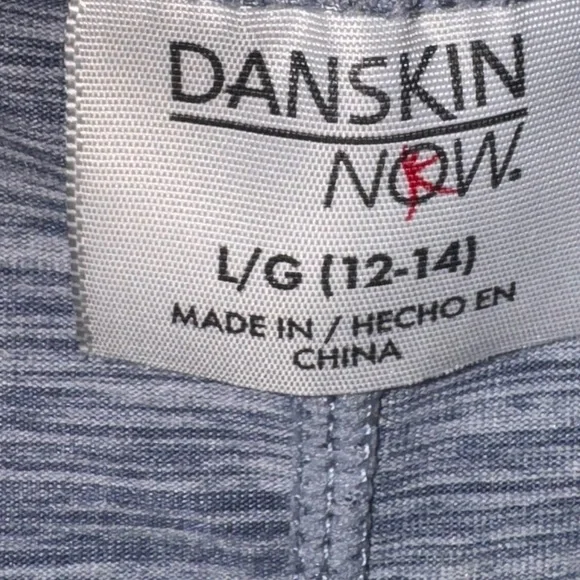 DANSKIN
NOW.
L/G (12-14)
MADE IN / HECHO EN
CHINA